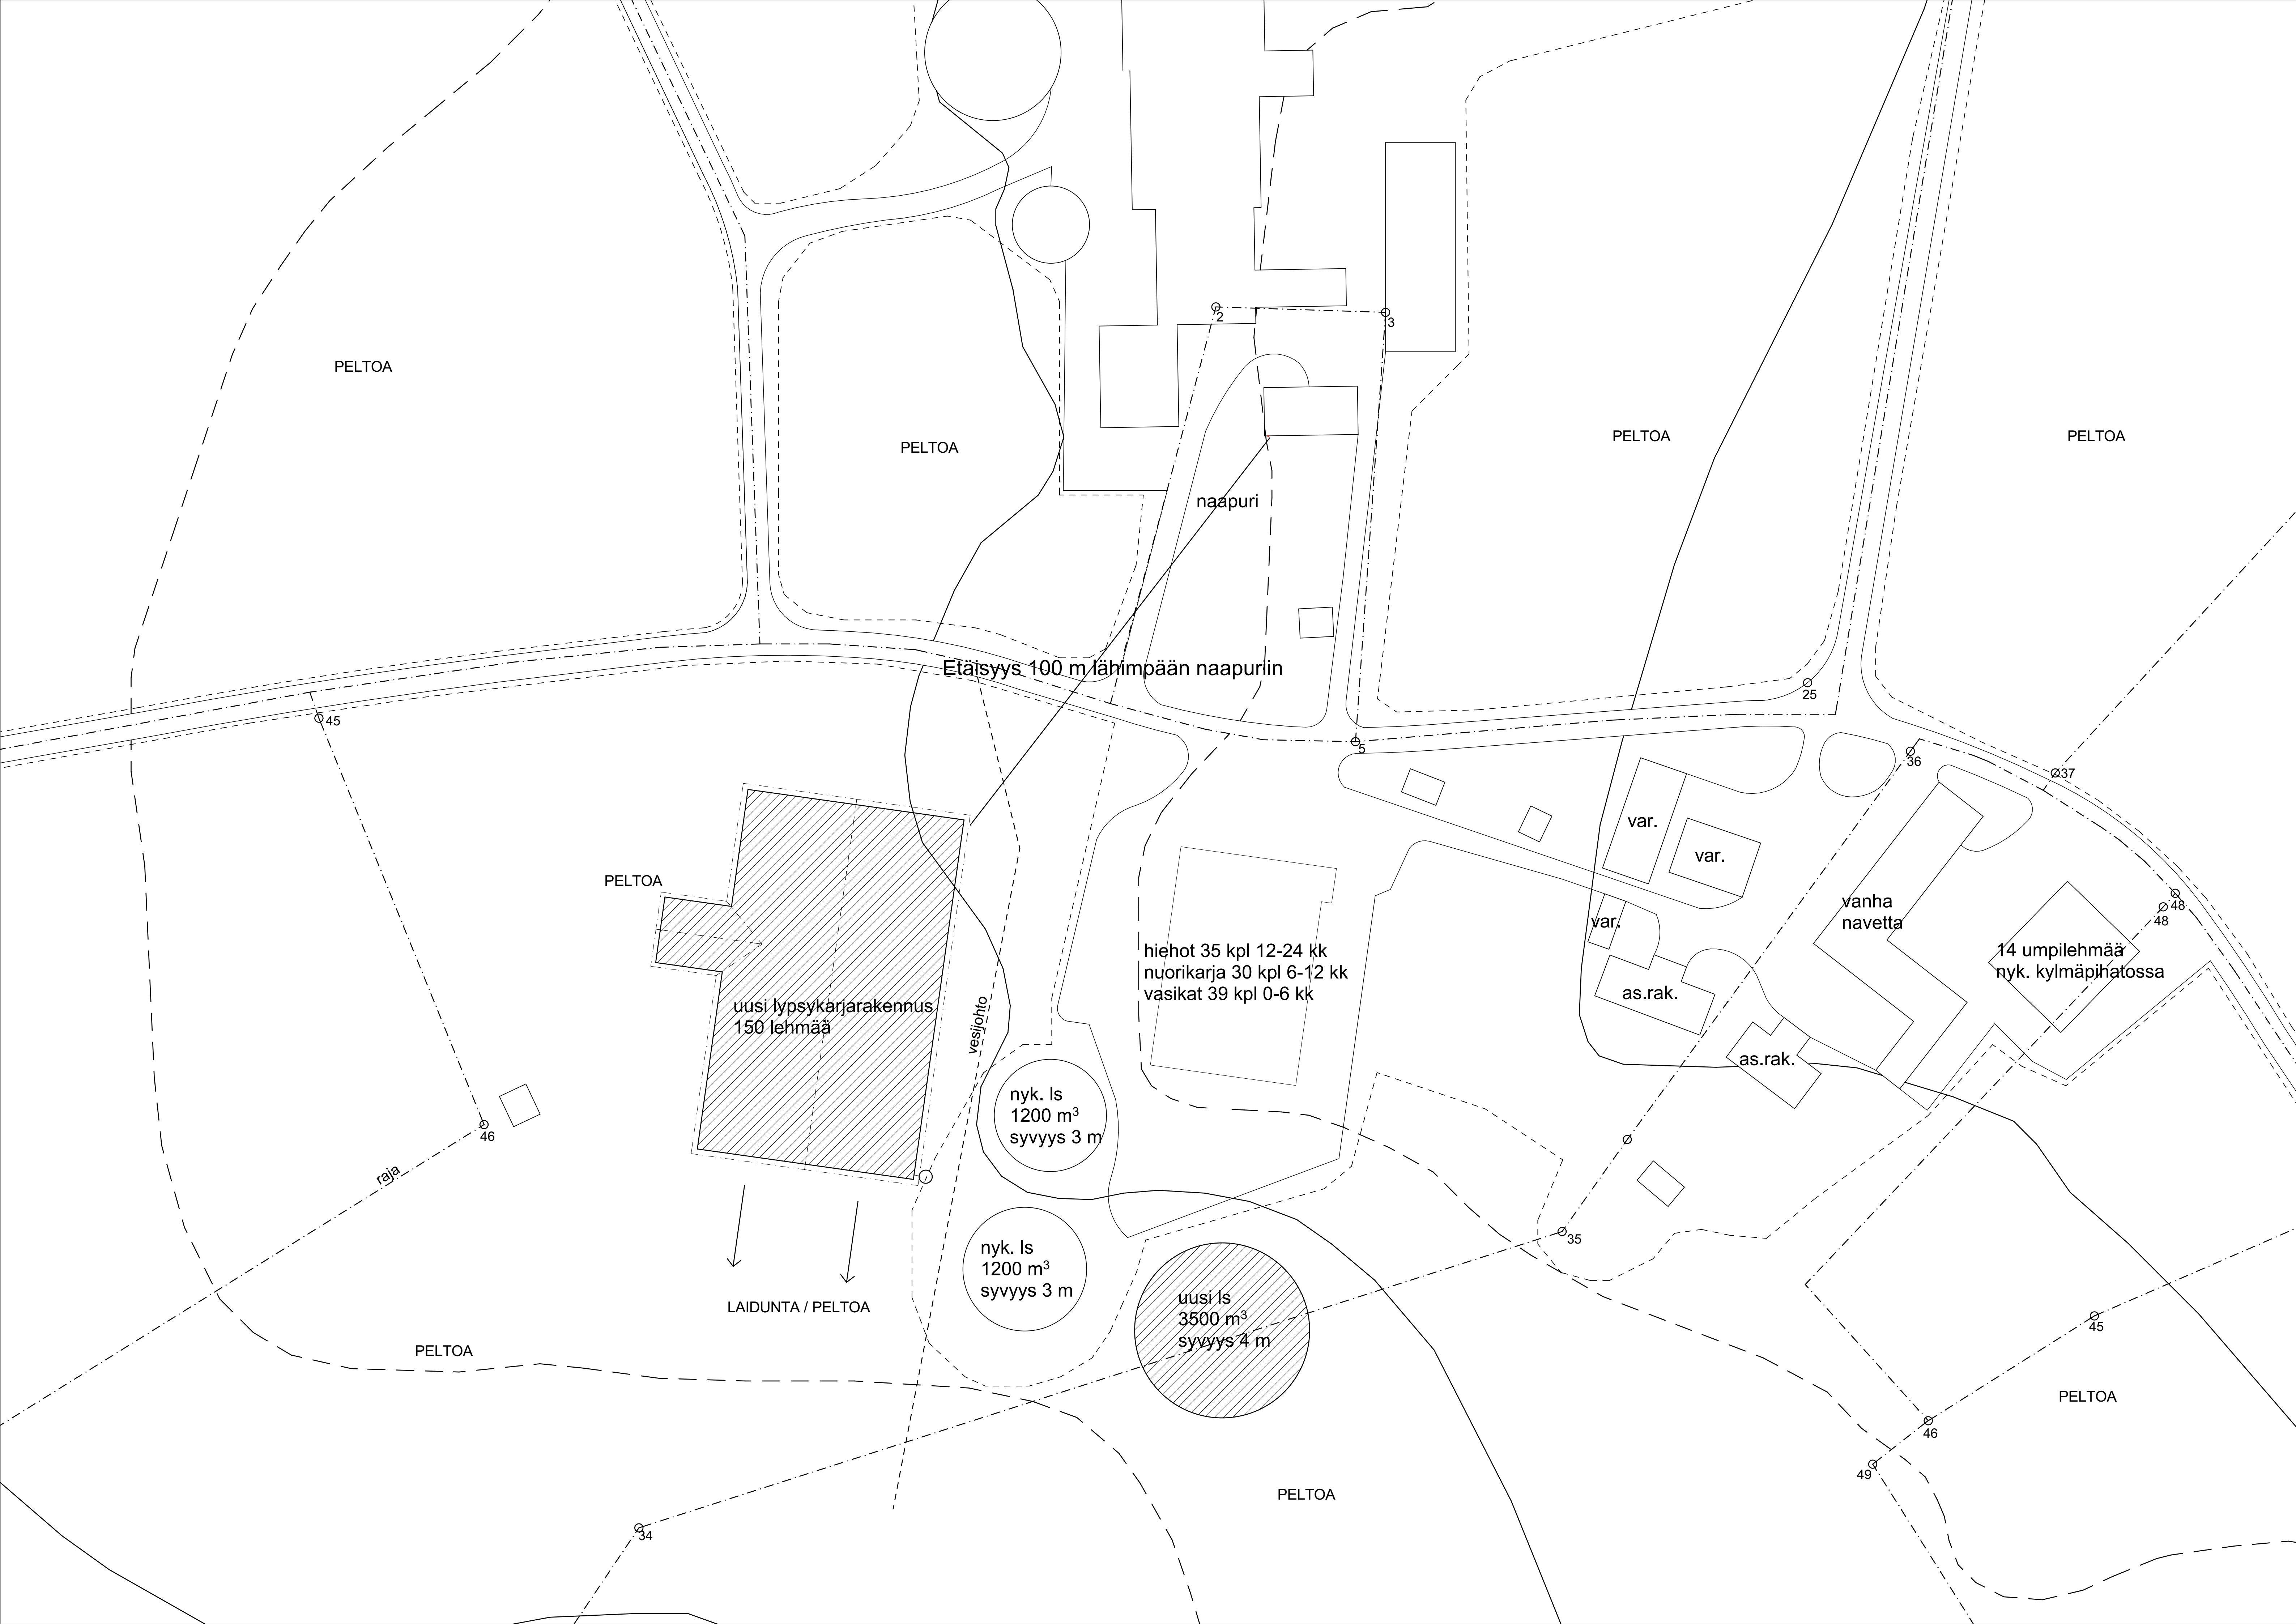 2
3
PELTOA
PELTOA
PELTOA
PELTOA
naapuri
Etäisyys 100 m lähimpään naapuriin
25
45
5
36
37
var.
var.
PELTOA
vanha
navetta
48
48
var.
hiehot 35 kpl 12-24 kk
nuorikarja 30 kpl 6-12 kk
vasikat 39 kpl 0-6 kk
14 umpilehmää
nyk. kylmäpihatossa
as.rak.
uusi lypsykarjarakennus
150 lehmää
vesijohto
as.rak.
nyk. ls
1200 m³
syvyys 3 m
46
raja
35
nyk. ls
1200 m³
syvyys 3 m
uusi ls
3500 m³
syvyys 4 m
LAIDUNTA / PELTOA
45
PELTOA
PELTOA
46
49
PELTOA
34